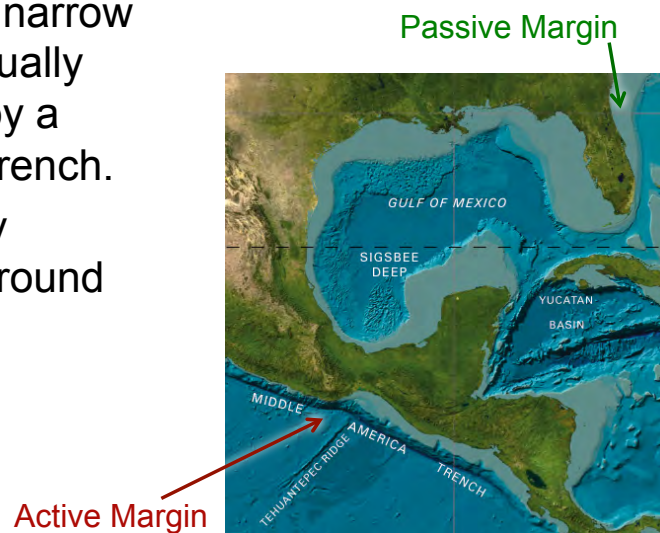 narrow
ually
by a
rench.
y
round
Passive Margin
GULF OF MEXICO
SIGSBEE
DEEP
YUCATAN
BASIN
MIDDLE AMERICA TRENCH
TEHUANTEPEC RIDGE
Active Margin